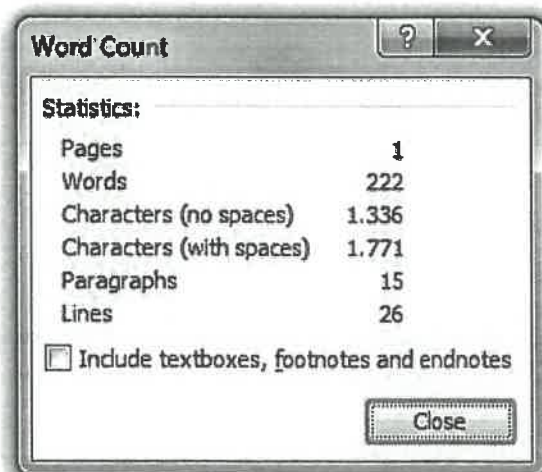 Word Count
?
X
Statistics:
Pages 1
Words 222
Characters (no spaces) 1.336
Characters (with spaces) 1.771
Paragraphs 15
Lines 26
Include textboxes, footnotes and endnotes
Close